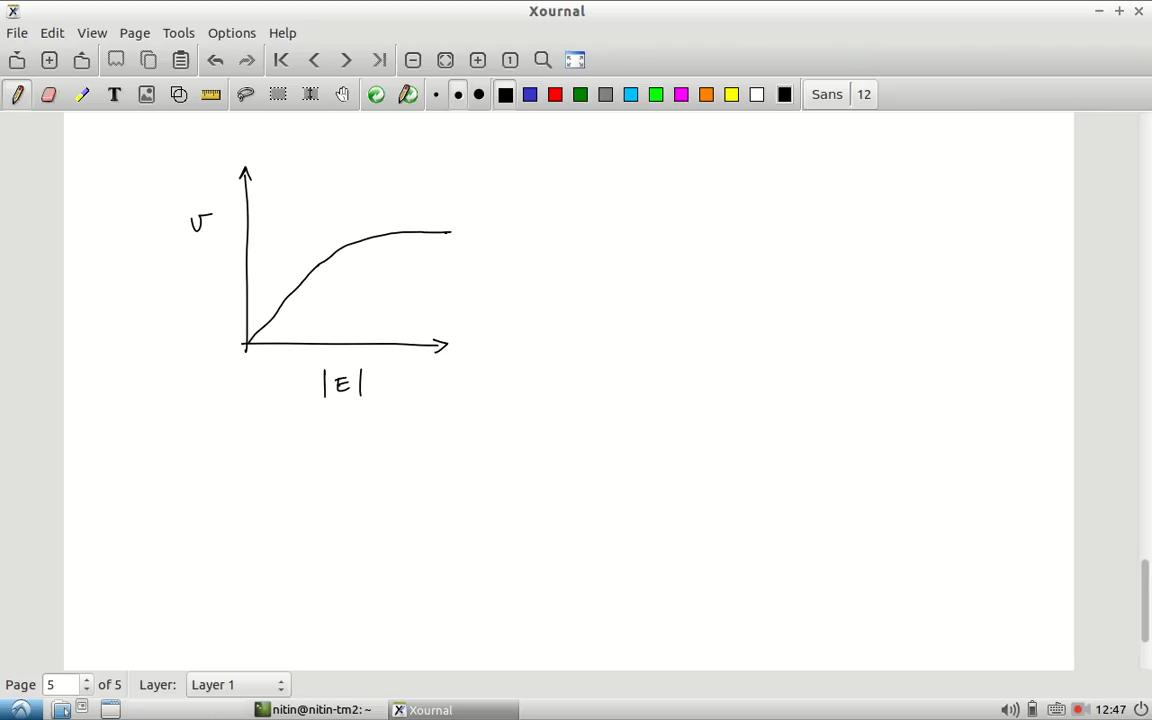 Xournal
File Edit View Page Tools Options Help
Sans 12
v
|E|
Page 5 of 5 Layer: Layer 1
nitin@nitin-tm2: ~ Xournal 12:47